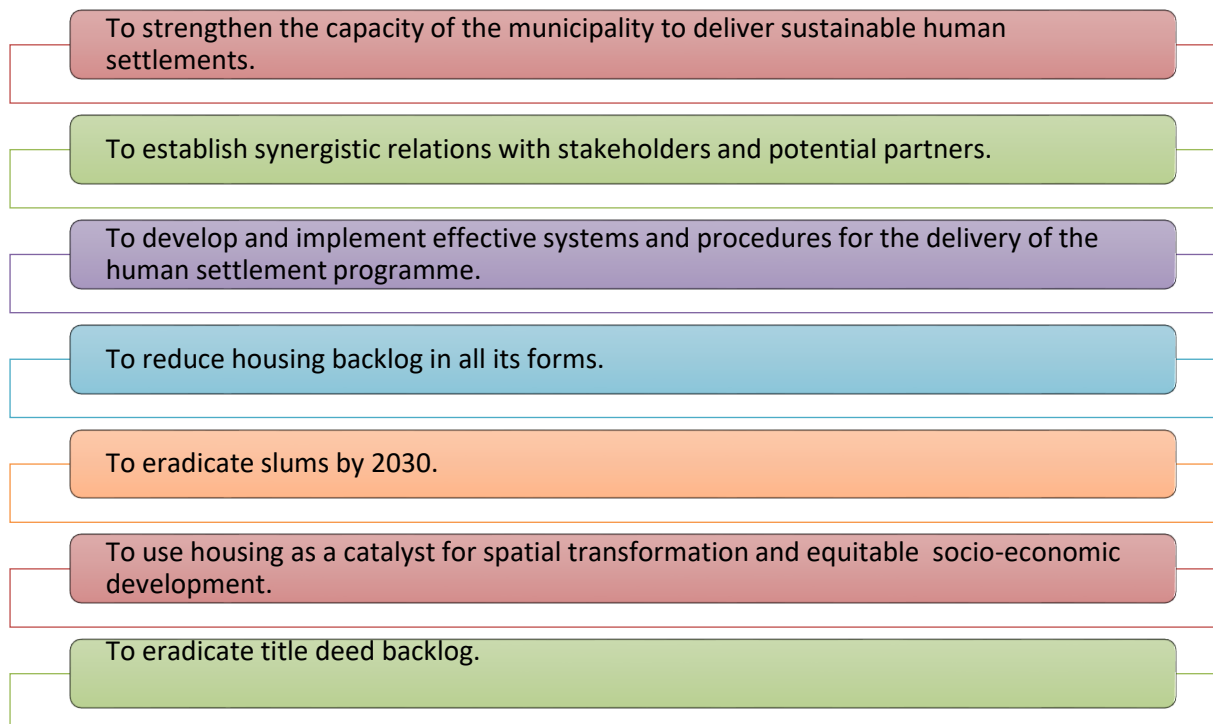 To strengthen the capacity of the municipality to deliver sustainable human
settlements.
To establish synergistic relations with stakeholders and potential partners.
To develop and implement effective systems and procedures for the delivery of the
human settlement programme.
To reduce housing backlog in all its forms.
To eradicate slums by 2030.
To use housing as a catalyst for spatial transformation and equitable  socio-economic
development.
To eradicate title deed backlog.